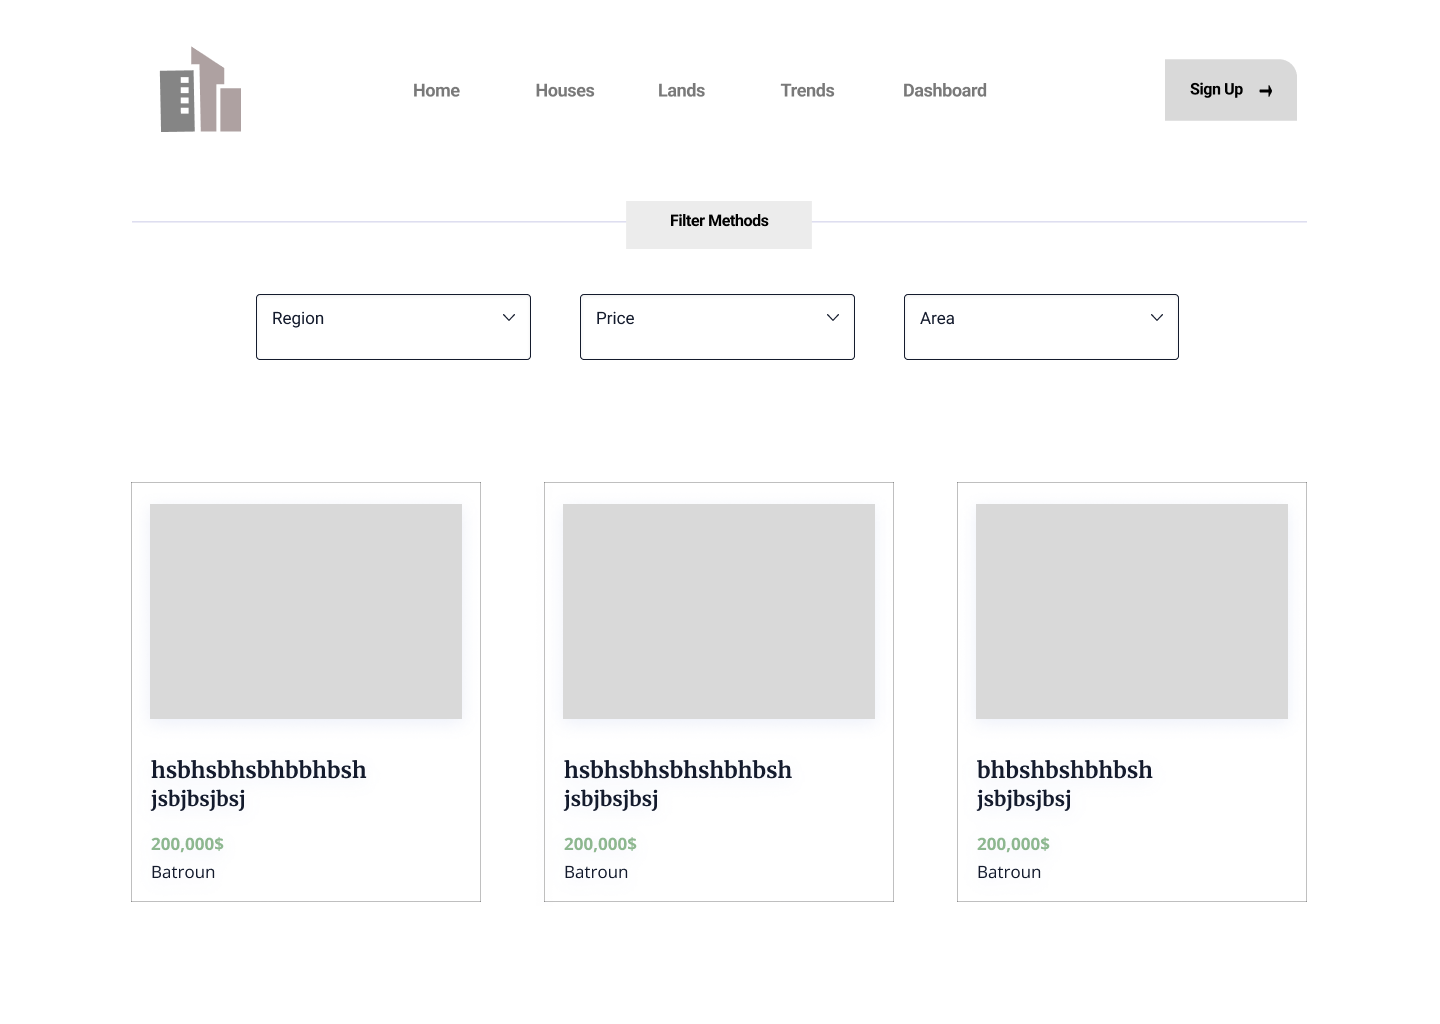 Home Houses Lands Trends Dashboard Sign Up
Filter Methods
Region Price Area
hsbhsbhsbhbbhbsh
jsbjbsjbsj
200,000$
Batroun
hsbhsbhsbhshbhbsh
jsbjbsjbsj
200,000$
Batroun
bhbshbshbhbsh
jsbjbsjbsj
200,000$
Batroun